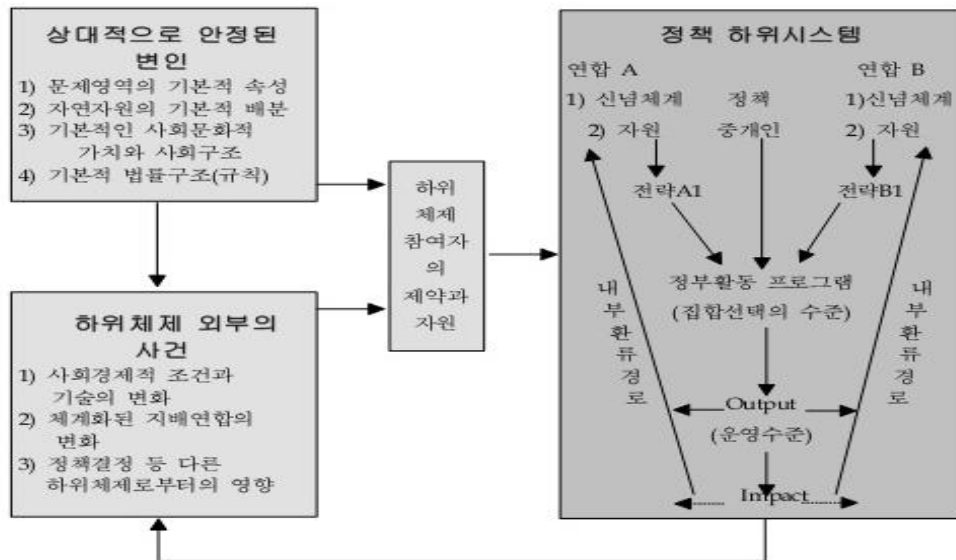 상대적으로 안정된
변인
1) 문제영역의 기본적 속성
2) 자연자원의 기본적 배분
3) 기본적인 사회문화적
가치와 사회구조
4) 기본적 법률구조(규칙)
하위체제 외부의
사건
1) 사회경제적 조건과
기술의 변화
2) 체계화된 지배연합의
변화
3) 정책결정 등 다른
하위체제로부터의 영향
하위
체제
참여자
의
제약과
자원
정책 하위시스템
연합 A
1) 신념체계
2) 자원
정책
중개인
연합 B
1)신념체계
2) 자원
전략A1
전략B1
정부활동 프로그램
(집합선택의 수준)
내부환류경로
내부환류경로
Output
(운영수준)
Impact